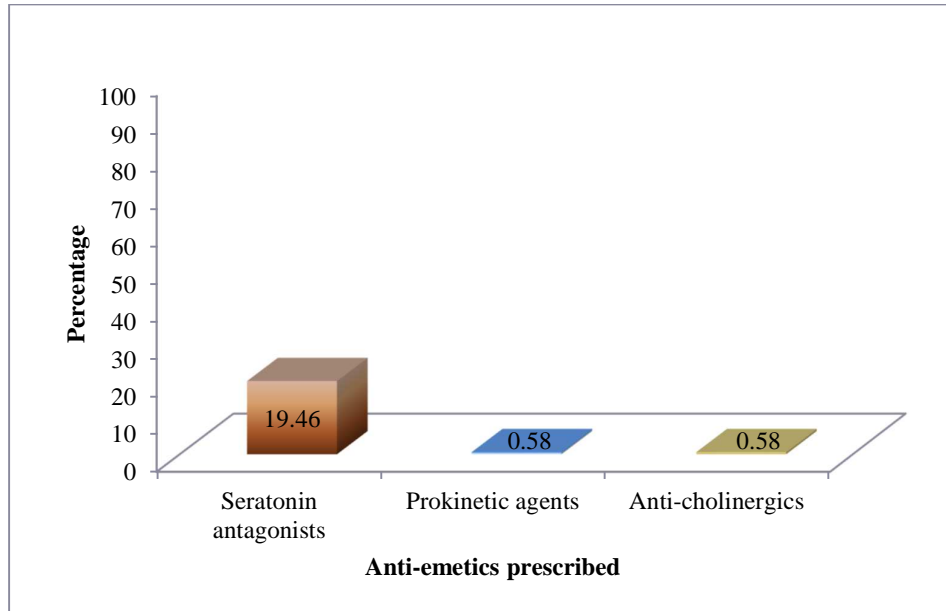 100
90
80
70
60
50
40
30
20
10
0
Percentage
19.46
0.58
0.58
Seratonin
antagonists
Prokinetic agents
Anti-cholinergics
Anti-emetics prescribed